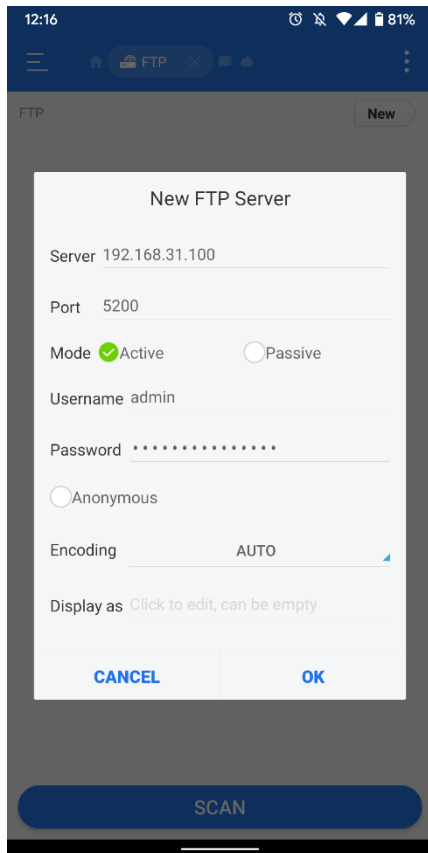 12:16 81%
FTP
FTP New
New FTP Server
Server 192.168.31.100
Port 5200
Mode Active Passive
Username admin
Password •••••••••••••••
Anonymous
Encoding AUTO
Display as Click to edit, can be empty
CANCEL OK
SCAN